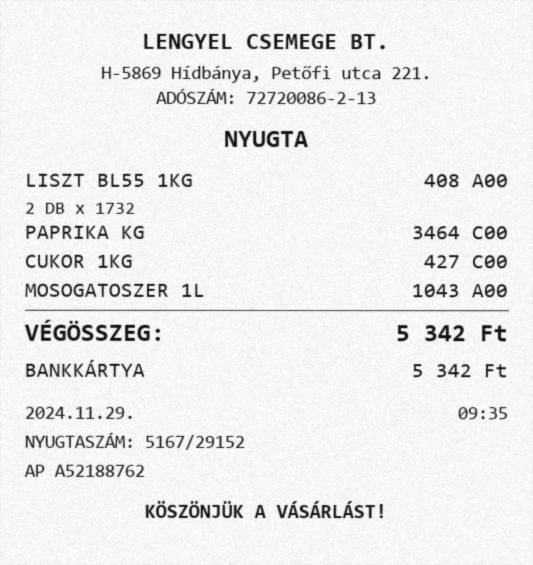 LENGYEL CSEMEGE BT.
H-5869 Hídbánya, Petőfi utca 221.
ADÓSZÁM: 72720086-2-13
NYUGTA
LISZT BL55 1KG 408 A00
2 DB x 1732
PAPRIKA KG 3464 C00
CUKOR 1KG 427 C00
MOSOGATOSZER 1L 1043 A00
VÉGÖSSZEG: 5 342 Ft
BANKKÁRTYA 5 342 Ft
2024.11.29. 09:35
NYUGTASZÁM: 5167/29152
AP A52188762
KÖSZÖNJÜK A VÁSÁRLÁST!